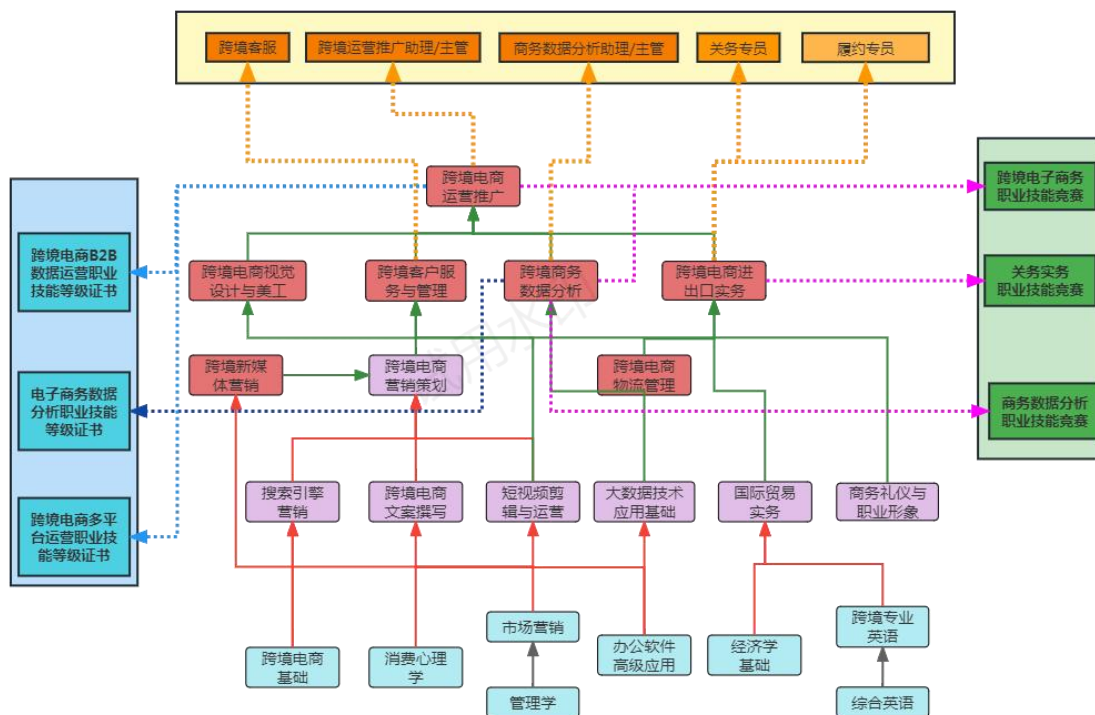 跨境客服
跨境运营推广助理/主管
商务数据分析助理/主管
关务专员
履约专员
跨境电商
运营推广
跨境电子商务
职业技能竞赛
跨境电商B2B
数据运营职业
技能等级证书
跨境电商视觉
设计与美工
跨境客户服
务与管理
跨境商务
数据分析
跨境电商进
出口实务
关务实务
职业技能竞赛
跨境新媒
体营销
跨境电商
营销策划
跨境电商
物流管理
电子商务数据
分析职业技能
等级证书
商务数据分析
职业技能竞赛
搜索引擎
营销
跨境电商
文案撰写
短视频剪
辑与运营
大数据技术
应用基础
国际贸易
实务
商务礼仪与
职业形象
跨境电商多平
台运营职业技
能等级证书
市场营销
跨境专业
英语
跨境电商
基础
消费心理
学
办公软件
高级应用
经济学
基础
管理学
综合英语